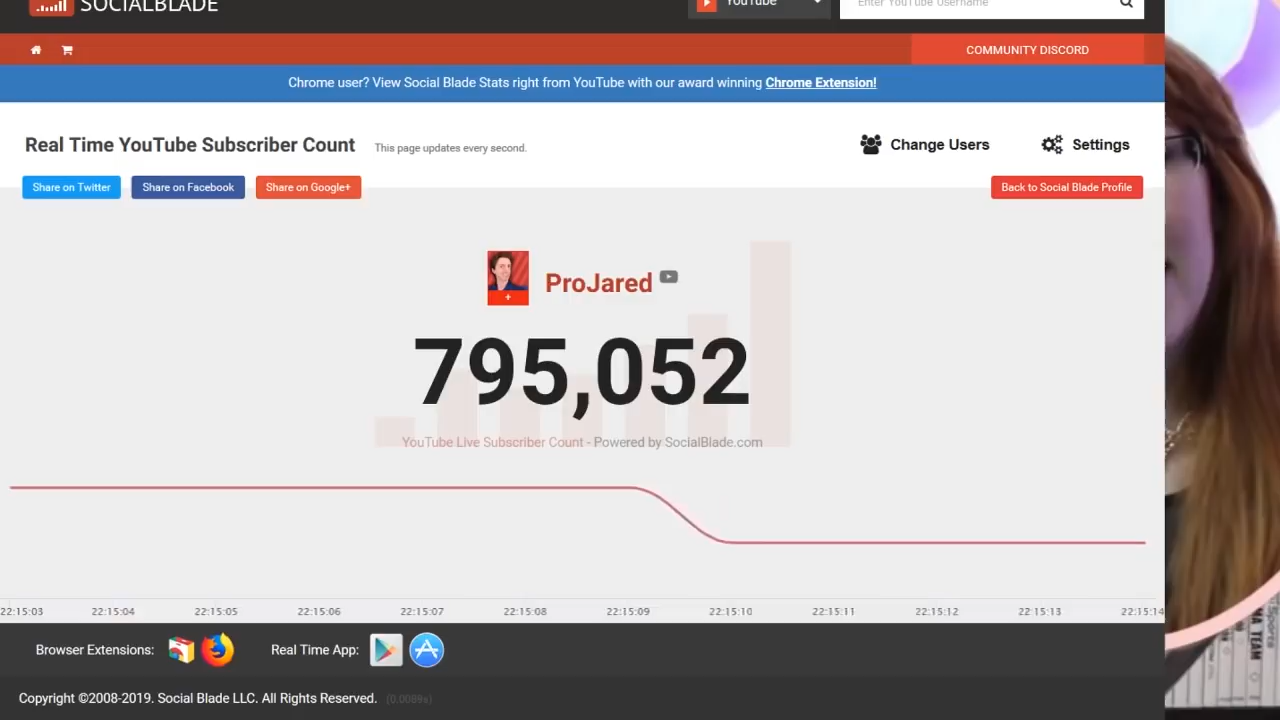 SOCIALBLADE
YouTube
Enter YouTube Username
COMMUNITY DISCORD
Chrome user? View Social Blade Stats right from YouTube with our award winning Chrome Extension!
Real Time YouTube Subscriber Count
This page updates every second.
Change Users
Settings
Share on Twitter
Share on Facebook
Share on Google+
Back to Social Blade Profile
+
ProJared
795,052
YouTube Live Subscriber Count - Powered by SocialBlade.com
22:15:03 22:15:04 22:15:05 22:15:06 22:15:07 22:15:08 22:15:09 22:15:10 22:15:11 22:15:12 22:15:13 22:15:14
Browser Extensions:
Real Time App:
Copyright ©2008-2019. Social Blade LLC. All Rights Reserved.